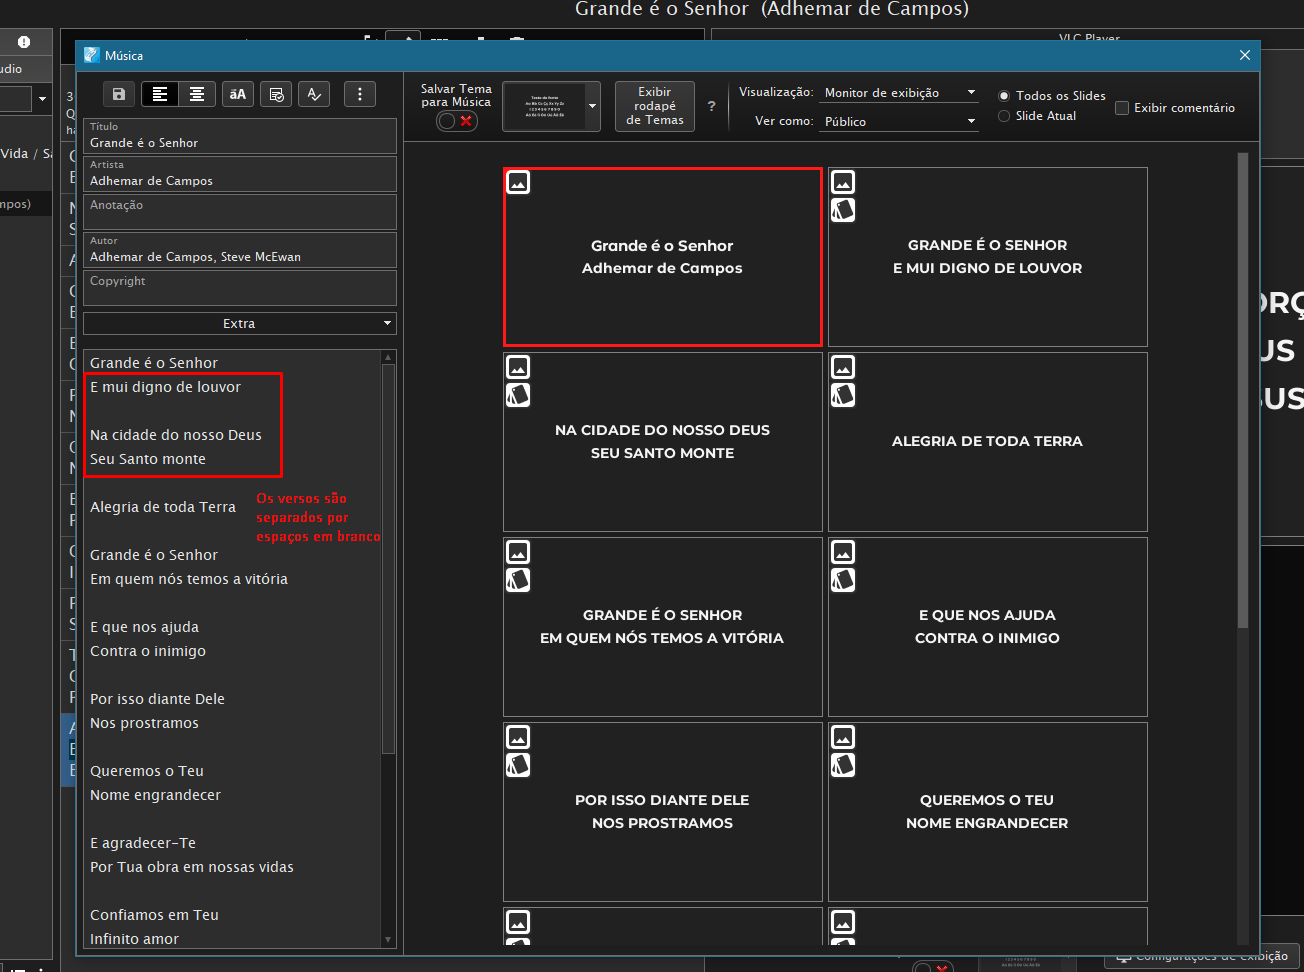 Grande é o Senhor  (Adhemar de Campos)
VLC Player
Música
udio
Vida / Sa
mpos)
Título
Grande é o Senhor
Artista
Adhemar de Campos
Anotação
Autor
Adhemar de Campos, Steve McEwan
Copyright
Extra
Grande é o Senhor
E mui digno de louvor
Na cidade do nosso Deus
Seu Santo monte
Alegria de toda Terra
Os versos são
separados por
espaços em branco
Grande é o Senhor
Em quem nós temos a vitória
E que nos ajuda
Contra o inimigo
Por isso diante Dele
Nos prostramos
Queremos o Teu
Nome engrandecer
E agradecer-Te
Por Tua obra em nossas vidas
Confiamos em Teu
Infinito amor
Salvar Tema
para Música
Exibir
rodapé
de Temas
?
Visualização: Monitor de exibição
Ver como: Público
Todos os Slides
Slide Atual
Exibir comentário
Grande é o Senhor
Adhemar de Campos
GRANDE É O SENHOR
E MUI DIGNO DE LOUVOR
NA CIDADE DO NOSSO DEUS
SEU SANTO MONTE
ALEGRIA DE TODA TERRA
GRANDE É O SENHOR
EM QUEM NÓS TEMOS A VITÓRIA
E QUE NOS AJUDA
CONTRA O INIMIGO
POR ISSO DIANTE DELE
NOS PROSTRAMOS
QUEREMOS O TEU
NOME ENGRANDECER
ORÇ
US
SUS
Configurações de exibição